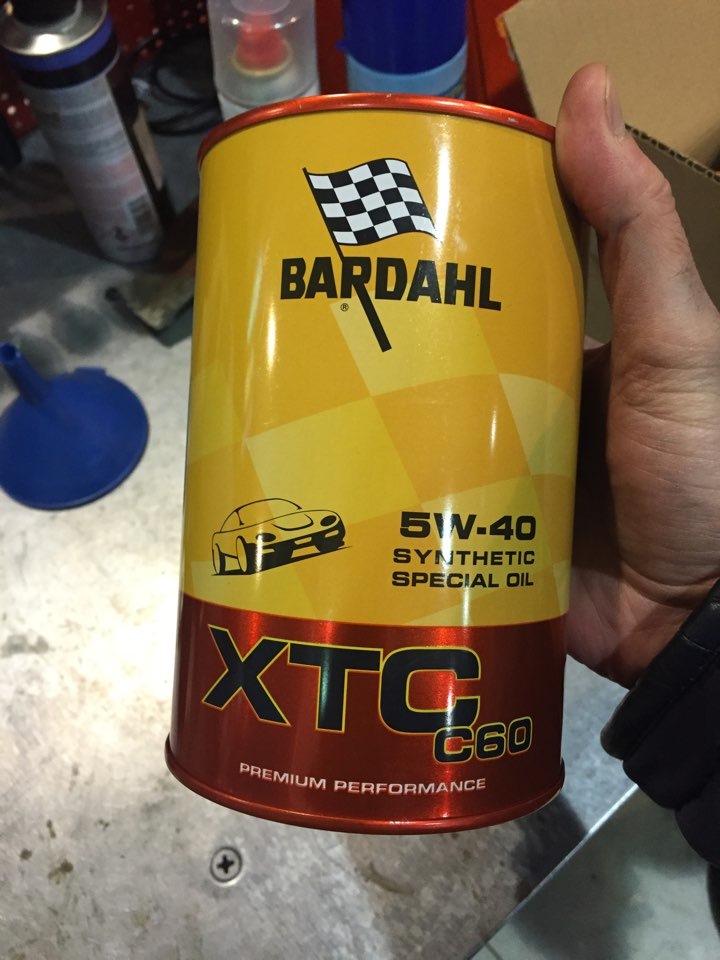 BARDAHL
®
5W-40
SYNTHETIC
SPECIAL OIL
XTC
C60
PREMIUM PERFORMANCE